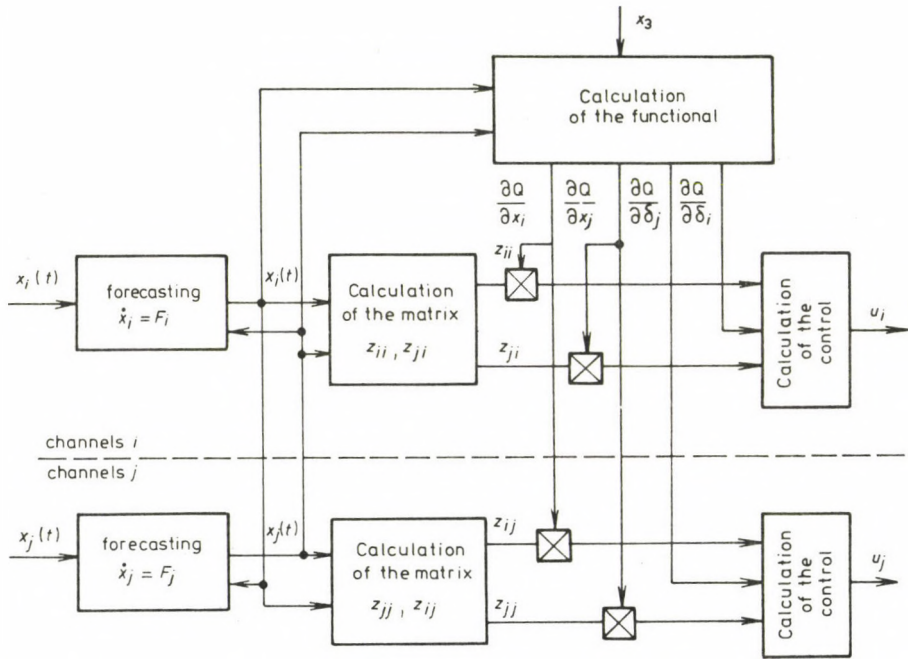 x₃
Calculation
of the functional
∂Q/∂xᵢ ∂Q/∂xⱼ ∂Q/∂δⱼ ∂Q/∂δᵢ
xᵢ(t)
forecasting
ẋᵢ = Fᵢ
xᵢ(t)
Calculation
of the matrix
zᵢᵢ , zⱼᵢ
zᵢᵢ
zⱼᵢ
Calculation
of the
control
uᵢ
channels i
channels j
xⱼ(t)
forecasting
ẋⱼ = Fⱼ
xⱼ(t)
Calculation
of the matrix
zⱼⱼ , zᵢⱼ
zᵢⱼ
zⱼⱼ
Calculation
of the
control
uⱼ